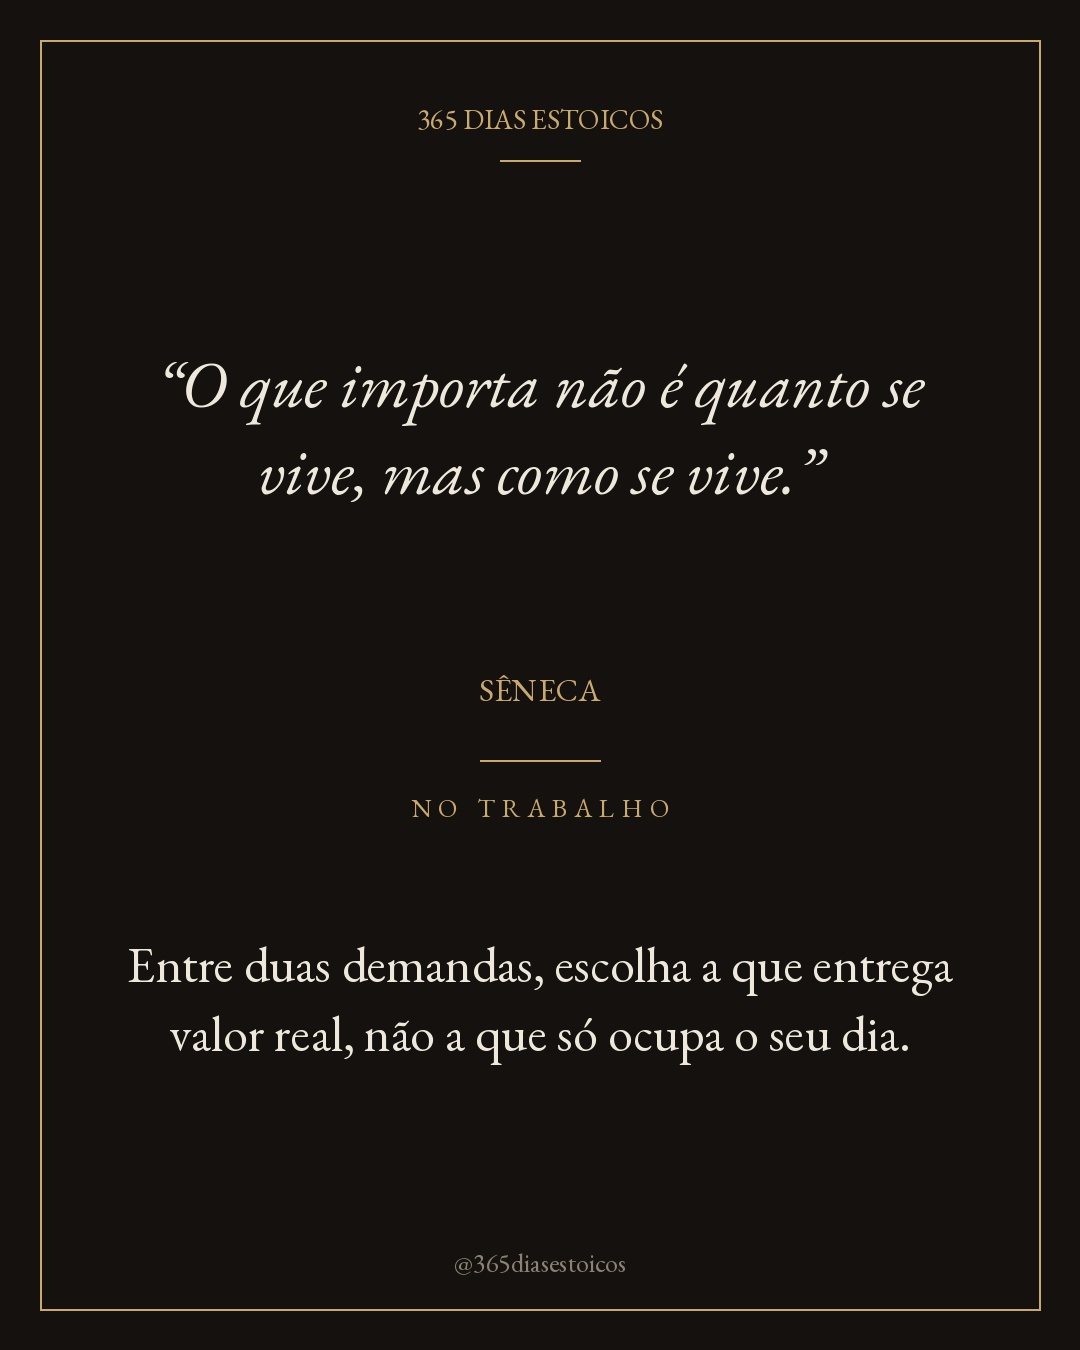 365 DIAS ESTOICOS
“O que importa não é quanto se
vive, mas como se vive.”
SÊNECA
NO TRABALHO
Entre duas demandas, escolha a que entrega
valor real, não a que só ocupa o seu dia.
@365diasestoicos